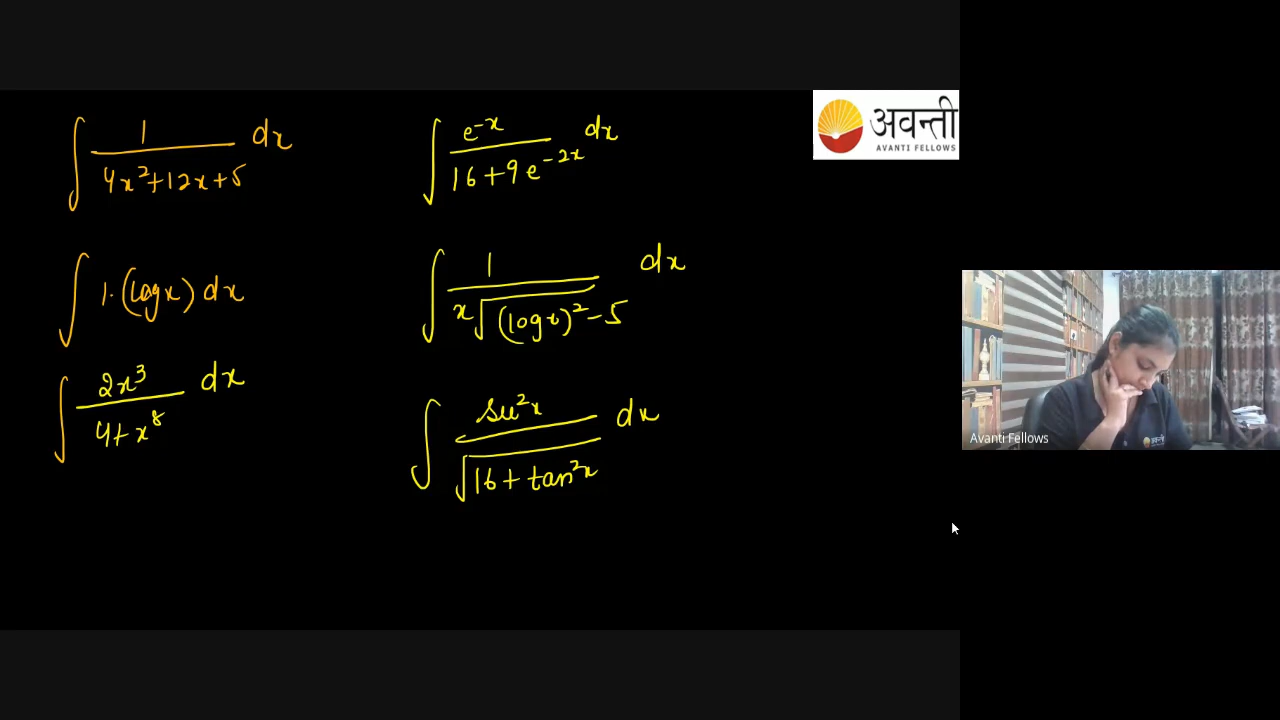 ∫ 1/(4x²+12x+5) dx
∫ 1·(log x) dx
∫ 2x³/(4+x⁸) dx
∫ e⁻ˣ/(16+9e⁻²ˣ) dx
∫ 1/(x√((log x)²-5)) dx
∫ sec²x/√(16+tan²x) dx
अवन्ती
AVANTI FELLOWS
Avanti Fellows